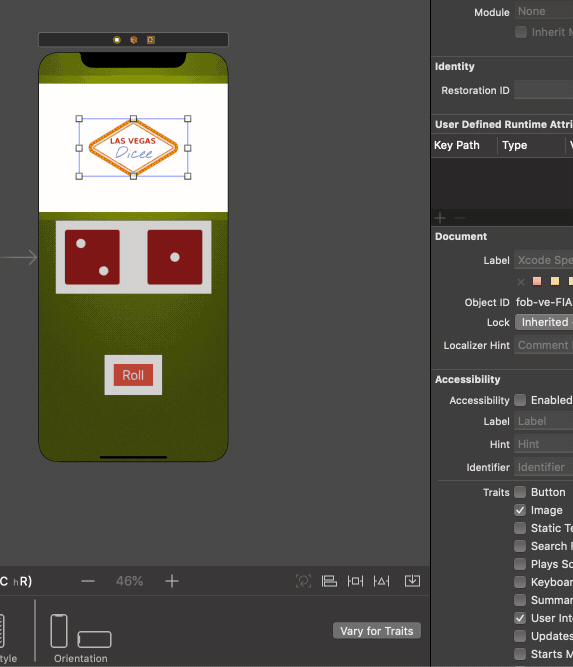 Module None
Inherit M
Identity
Restoration ID
User Defined Runtime Attri
Key Path Type V
LAS VEGAS
Dicee
Roll
Document
Label Xcode Spe
Object ID fob-ve-FIA
Lock Inherited -
Localizer Hint Comment
Accessibility
Accessibility Enabled
Label Label
Hint Hint
Identifier Identifier
Traits Button
Image
Static Te
Search F
Plays So
Keyboar
Summar
User Inte
Updates
Starts M
C hR) 46%
tyle
Orientation
Vary for Traits